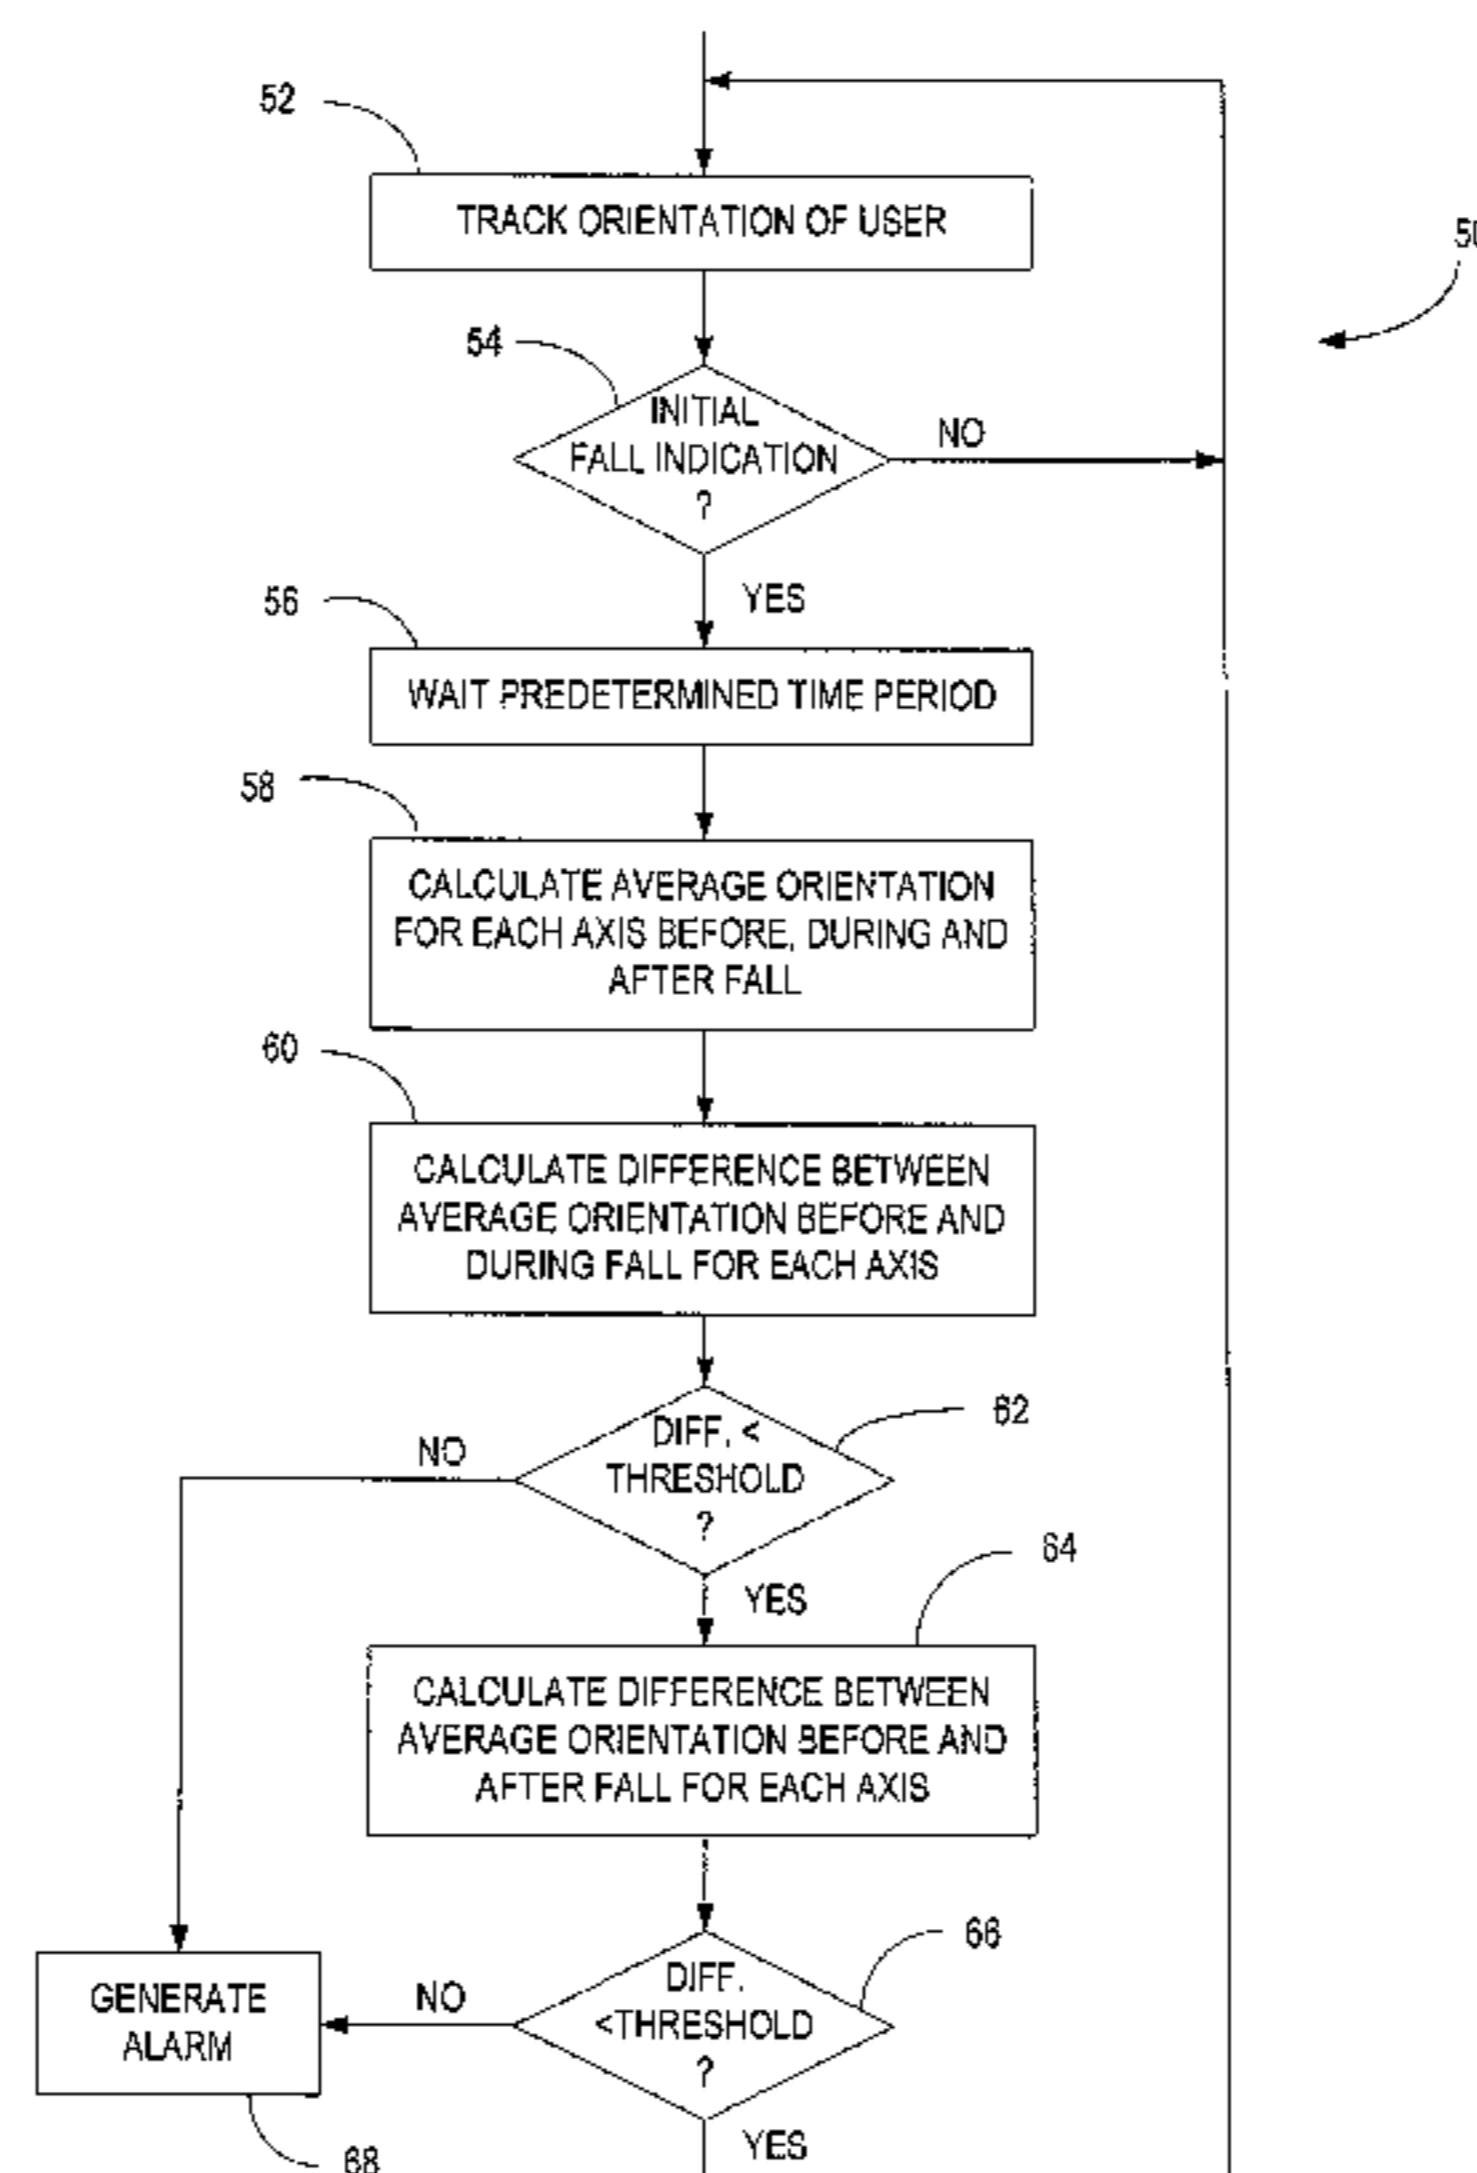 52
TRACK ORIENTATION OF USER
50
54
INITIAL
FALL INDICATION
?
NO
YES
56
WAIT PREDETERMINED TIME PERIOD
58
CALCULATE AVERAGE ORIENTATION
FOR EACH AXIS BEFORE, DURING AND
AFTER FALL
60
CALCULATE DIFFERENCE BETWEEN
AVERAGE ORIENTATION BEFORE AND
DURING FALL FOR EACH AXIS
62
DIFF. <
THRESHOLD
?
NO
YES
64
CALCULATE DIFFERENCE BETWEEN
AVERAGE ORIENTATION BEFORE AND
AFTER FALL FOR EACH AXIS
66
DIFF.
<THRESHOLD
?
NO
GENERATE
ALARM
YES
68